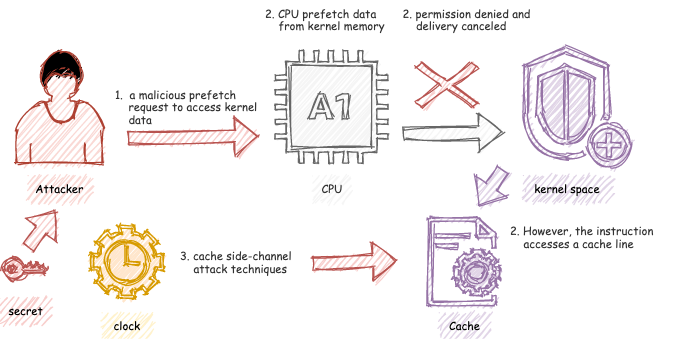 2. CPU prefetch data
from kernel memory
2. permission denied and
delivery canceled
1. a malicious prefetch
request to access kernel
data
A1
Attacker
CPU
kernel space
2. However, the instruction
accesses a cache line
3. cache side-channel
attack techniques
secret
clock
Cache